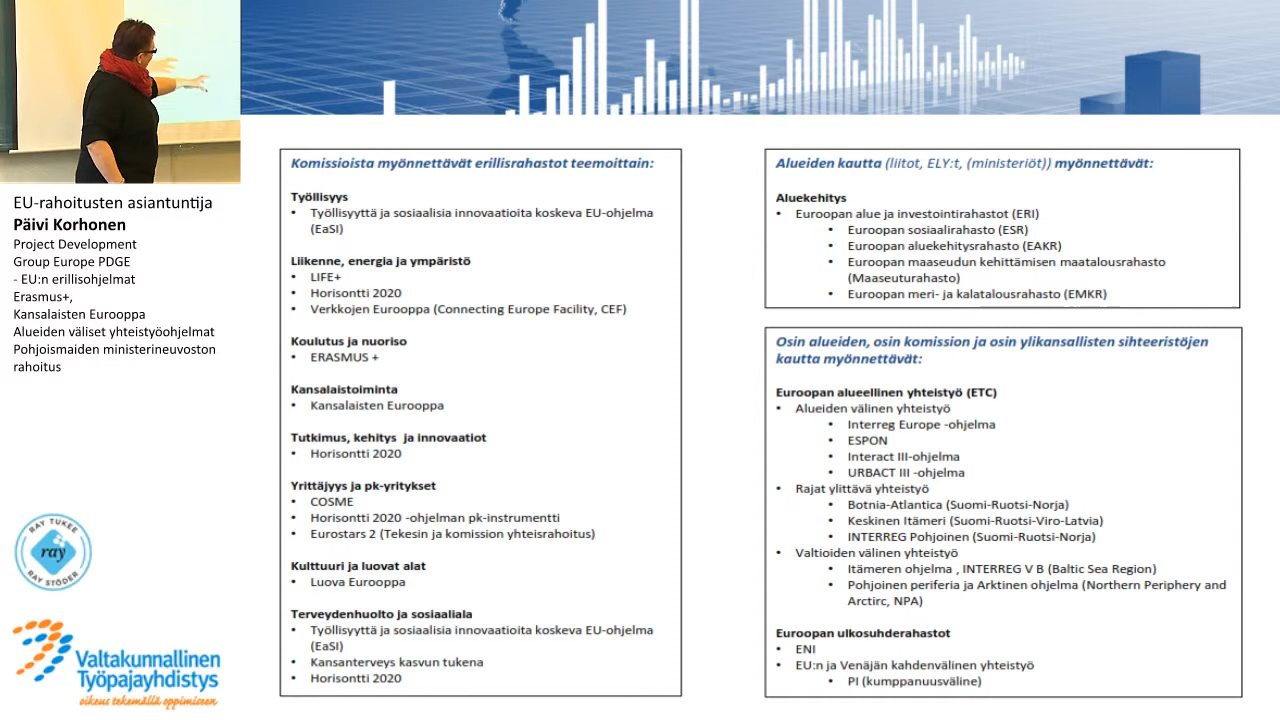 EU-rahoitusten asiantuntija
Päivi Korhonen
Project Development
Group Europe PDGE
- EU:n erillisohjelmat
Erasmus+,
Kansalaisten Eurooppa
Alueiden väliset yhteistyöohjelmat
Pohjoismaiden ministerineuvoston
rahoitus
RAY TUKEE
ray
RAY STÖDER
Valtakunnallinen
Työpajayhdistys
oikeus tekemällä oppimiseen
Komissioista myönnettävät erillisrahastot teemoittain:
Työllisyys
• Työllisyyttä ja sosiaalisia innovaatioita koskeva EU-ohjelma
(EaSI)
Liikenne, energia ja ympäristö
• LIFE+
• Horisontti 2020
• Verkkojen Eurooppa (Connecting Europe Facility, CEF)
Koulutus ja nuoriso
• ERASMUS +
Kansalaistoiminta
• Kansalaisten Eurooppa
Tutkimus, kehitys ja innovaatiot
• Horisontti 2020
Yrittäjyys ja pk-yritykset
• COSME
• Horisontti 2020 -ohjelman pk-instrumentti
• Eurostars 2 (Tekesin ja komission yhteisrahoitus)
Kulttuuri ja luovat alat
• Luova Eurooppa
Terveydenhuolto ja sosiaaliala
• Työllisyyttä ja sosiaalisia innovaatioita koskeva EU-ohjelma
(EaSI)
• Kansanterveys kasvun tukena
• Horisontti 2020
Alueiden kautta (liitot, ELY:t, (ministeriöt)) myönnettävät:
Aluekehitys
• Euroopan alue ja investointirahastot (ERI)
• Euroopan sosiaalirahasto (ESR)
• Euroopan aluekehitysrahasto (EAKR)
• Euroopan maaseudun kehittämisen maatalousrahasto
(Maaseuturahasto)
• Euroopan meri- ja kalatalousrahasto (EMKR)
Osin alueiden, osin komission ja osin ylikansallisten sihteeristöjen
kautta myönnettävät:
Euroopan alueellinen yhteistyö (ETC)
• Alueiden välinen yhteistyö
• Interreg Europe -ohjelma
• ESPON
• Interact III-ohjelma
• URBACT III -ohjelma
• Rajat ylittävä yhteistyö
• Botnia-Atlantica (Suomi-Ruotsi-Norja)
• Keskinen Itämeri (Suomi-Ruotsi-Viro-Latvia)
• INTERREG Pohjoinen (Suomi-Ruotsi-Norja)
• Valtioiden välinen yhteistyö
• Itämeren ohjelma , INTERREG V B (Baltic Sea Region)
• Pohjoinen periferia ja Arktinen ohjelma (Northern Periphery and
Arctirc, NPA)
Euroopan ulkosuhderahastot
• ENI
• EU:n ja Venäjän kahdenvälinen yhteistyö
• PI (kumppanuusväline)